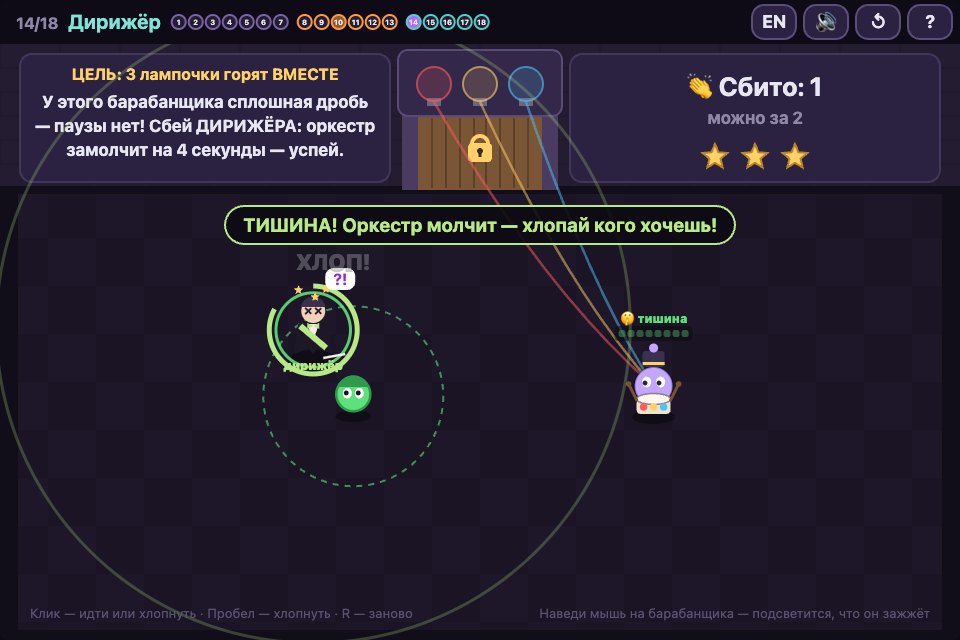 14/18 Дирижёр 1 2 3 4 5 6 7 8 9 10 11 12 13 14 15 16 17 18 EN ?
ЦЕЛЬ: 3 лампочки горят ВМЕСТЕ
У этого барабанщика сплошная дробь
— паузы нет! Сбей ДИРИЖЁРА: оркестр
замолчит на 4 секунды — успей.
Сбито: 1
можно за 2
ТИШИНА! Оркестр молчит — хлопай кого хочешь!
ХЛОП!
?!
тишина
дирижёр
Клик — идти или хлопнуть · Пробел — хлопнуть · R — заново
Наведи мышь на барабанщика — подсветится, что он зажжёт